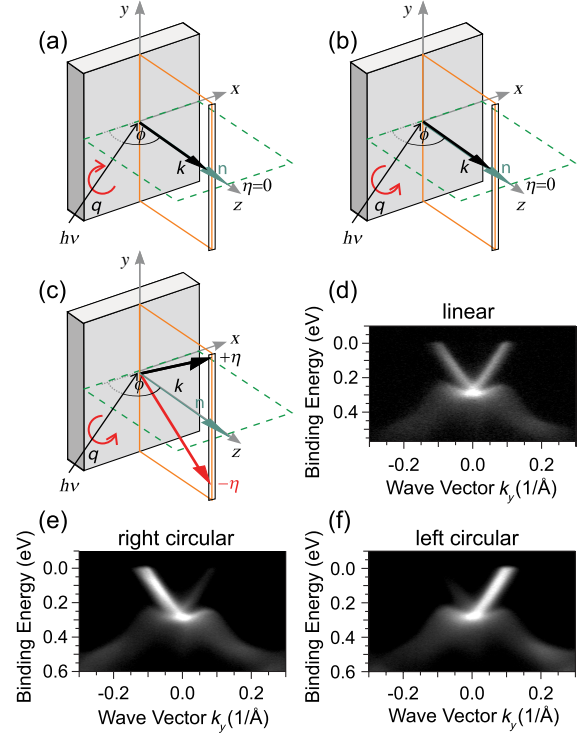 (a)
y
x
ϕ
k
n
η=0
z
q
hν
(b)
y
x
ϕ
k
n
η=0
z
q
hν
(c)
y
x
+η
ϕ
k
n
z
q
hν
−η
(d)
linear
Binding Energy (eV)
0.0
0.2
0.4
-0.2
0.0
0.2
Wave Vector ky(1/Å)
(e)
right circular
Binding Energy (eV)
0.0
0.2
0.4
0.6
-0.2
0.0
0.2
Wave Vector ky(1/Å)
(f)
left circular
Binding Energy (eV)
0.0
0.2
0.4
0.6
-0.2
0.0
0.2
Wave Vector ky(1/Å)